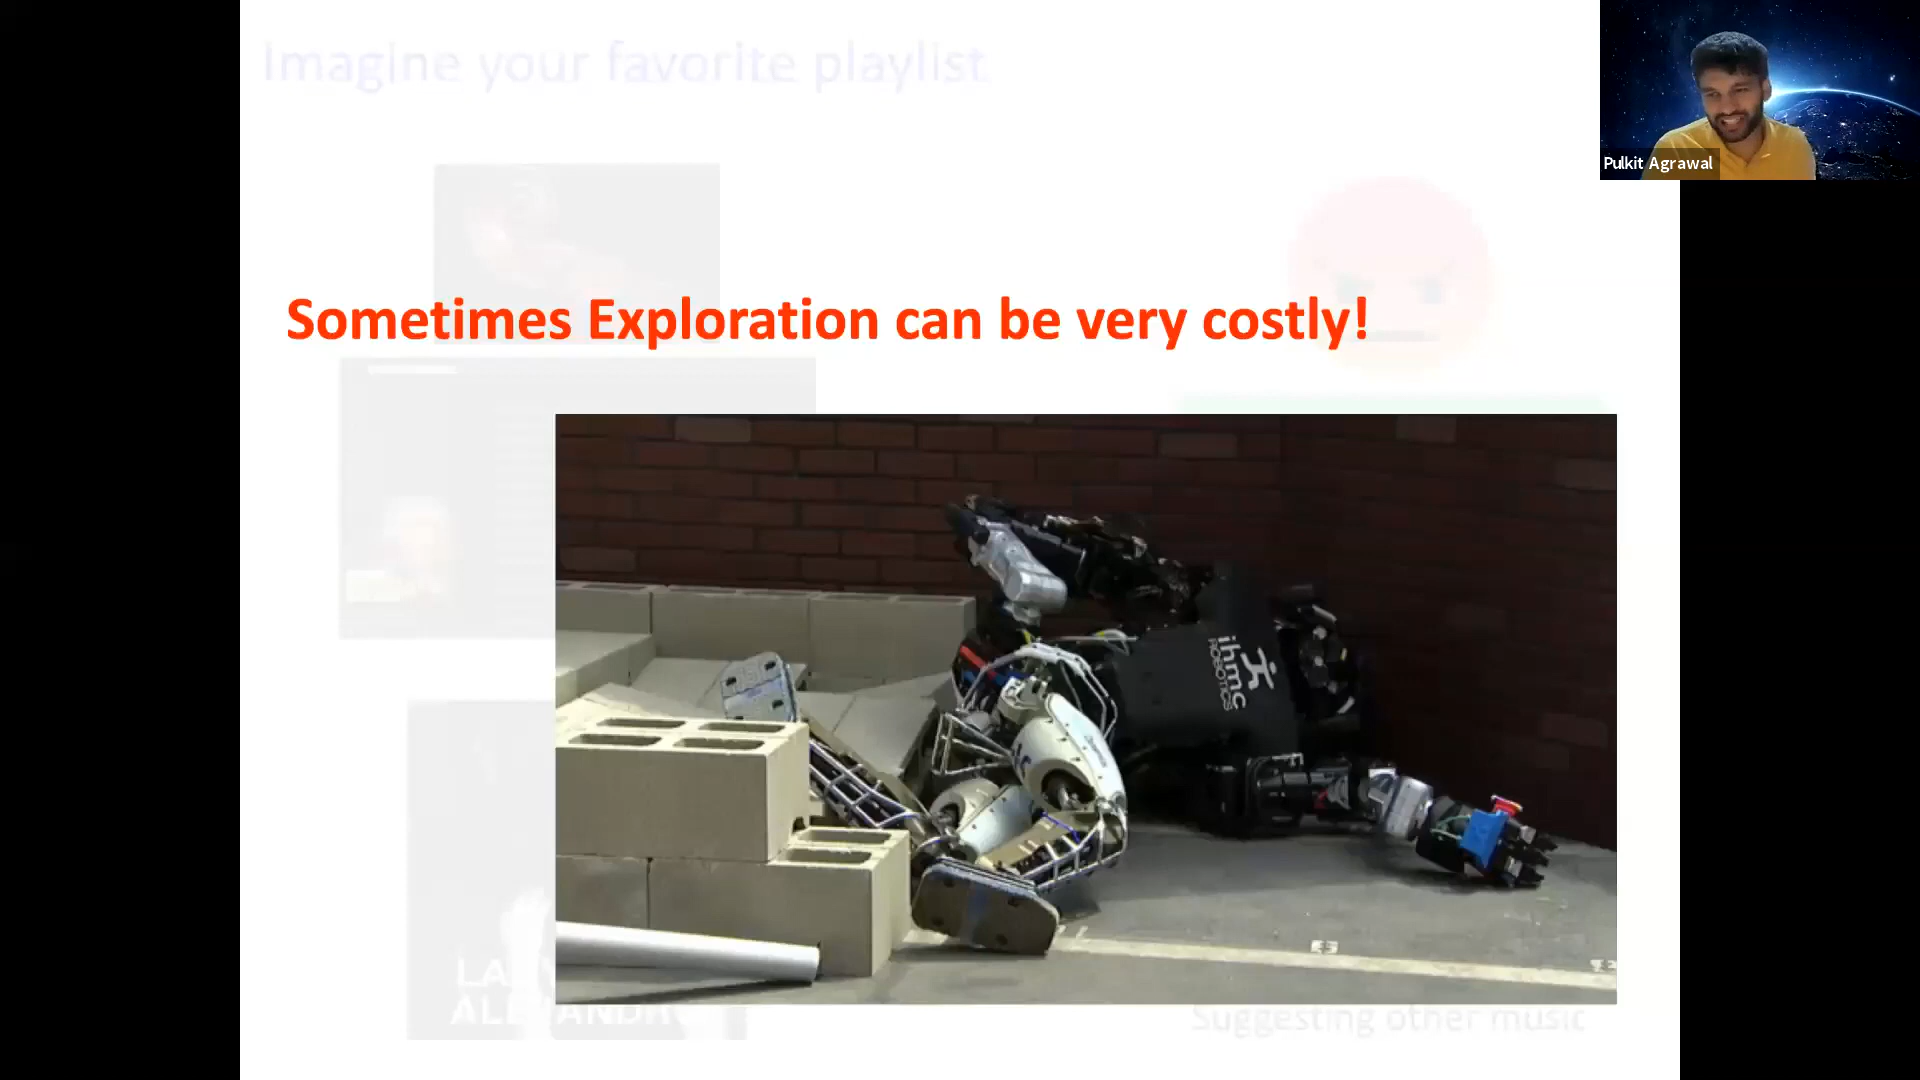 Imagine your favorite playlist
Pulkit Agrawal
Sometimes Exploration can be very costly!
ihmc
ROBOTICS
Suggesting other music